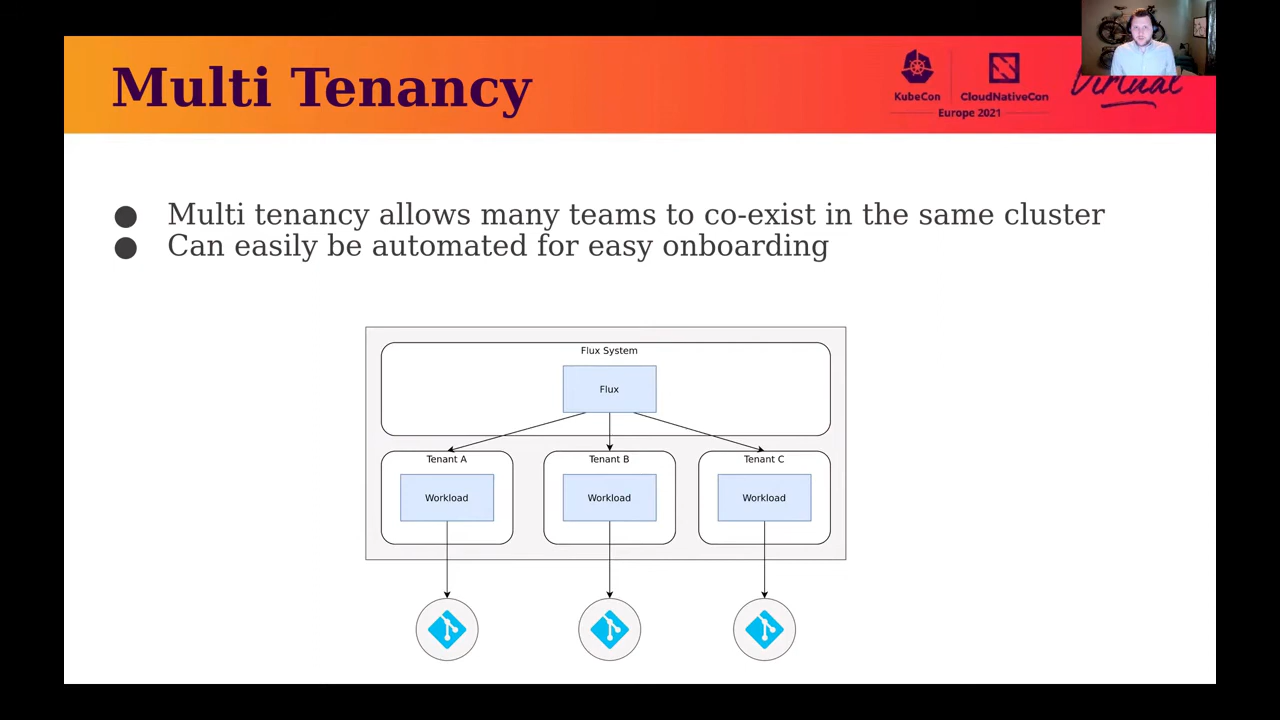 Multi Tenancy
KubeCon
CloudNativeCon
Europe 2021
Virtual
● Multi tenancy allows many teams to co-exist in the same cluster
● Can easily be automated for easy onboarding
Flux System
Flux
Tenant A
Tenant B
Tenant C
Workload
Workload
Workload